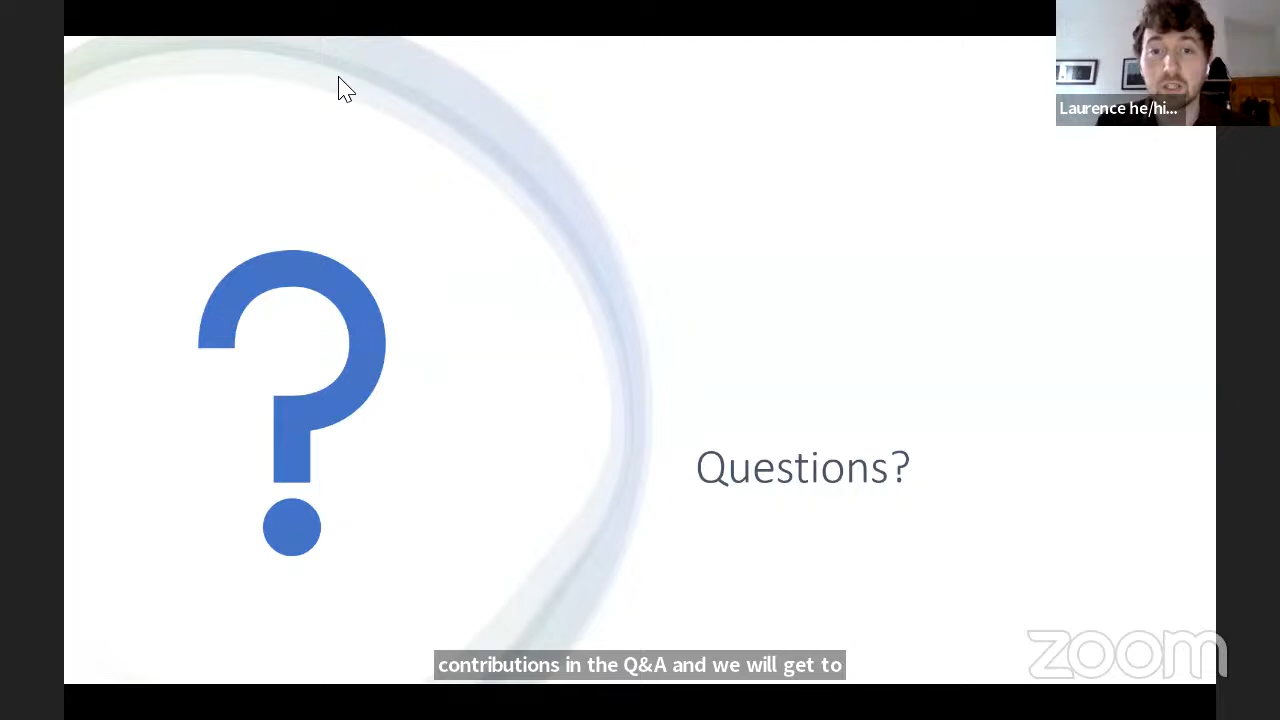 Laurence he/hi...
?
Questions?
contributions in the Q&A and we will get to
zoom